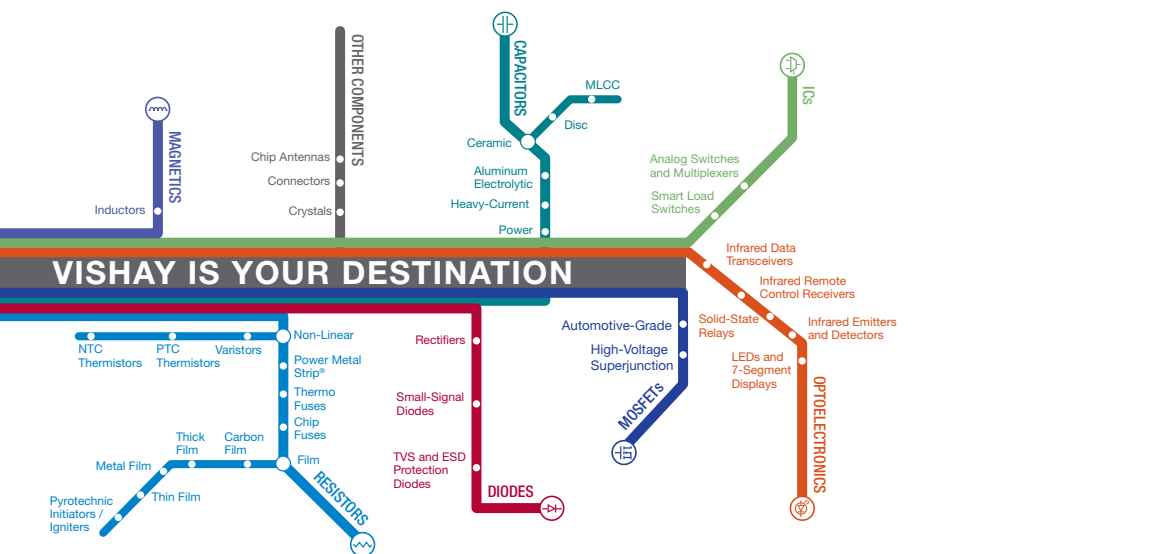 OTHER COMPONENTS
CAPACITORS
MLCC
Disc
ICs
MAGNETICS
Ceramic
Chip Antennas
Connectors
Crystals
Aluminum
Electrolytic
Heavy-Current
Power
Analog Switches
and Multiplexers
Smart Load
Switches
Inductors
VISHAY IS YOUR DESTINATION
Infrared Data
Transceivers
Infrared Remote
Control Receivers
Solid-State
Relays
Infrared Emitters
and Detectors
LEDs and
7-Segment
Displays
OPTOELECTRONICS
Automotive-Grade
High-Voltage
Superjunction
MOSFETs
Rectifiers
Small-Signal
Diodes
TVS and ESD
Protection
Diodes
DIODES
Non-Linear
NTC
Thermistors
PTC
Thermistors
Varistors
Power Metal
Strip®
Thermo
Fuses
Chip
Fuses
Film
Thick
Film
Carbon
Film
Metal Film
Thin Film
Pyrotechnic
Initiators /
Igniters
RESISTORS